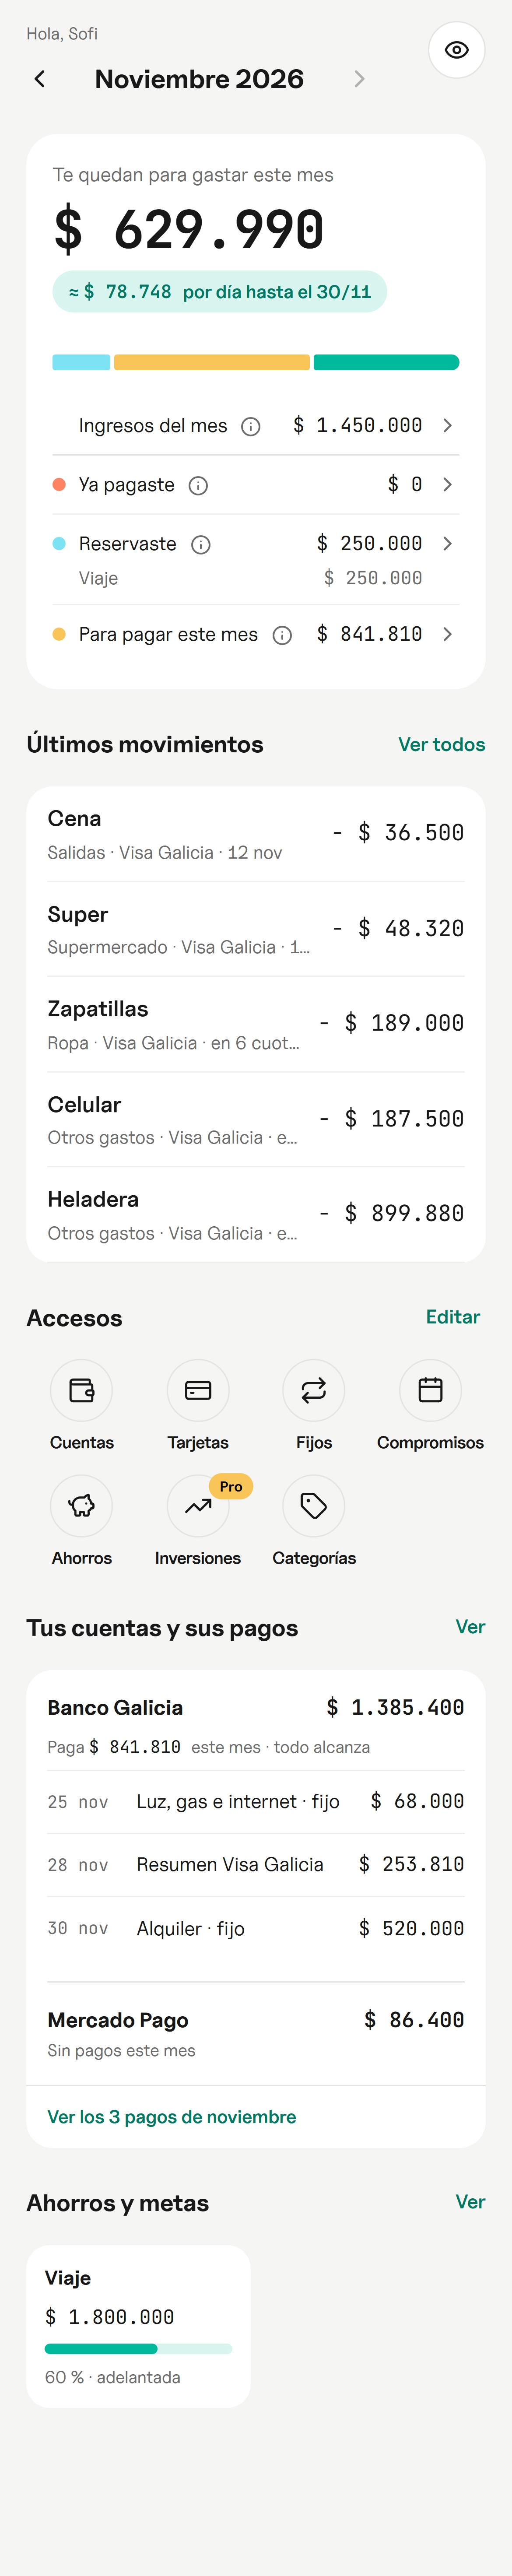 Hola, Sofi
Noviembre 2026
Te quedan para gastar este mes
$ 629.990
≈ $ 78.748 por día hasta el 30/11
Ingresos del mes $ 1.450.000
Ya pagaste $ 0
Reservaste $ 250.000
Viaje $ 250.000
Para pagar este mes $ 841.810
Últimos movimientos Ver todos
Cena - $ 36.500
Salidas · Visa Galicia · 12 nov
Super - $ 48.320
Supermercado · Visa Galicia · 1...
Zapatillas - $ 189.000
Ropa · Visa Galicia · en 6 cuot...
Celular - $ 187.500
Otros gastos · Visa Galicia · e...
Heladera - $ 899.880
Otros gastos · Visa Galicia · e...
Accesos Editar
Cuentas Tarjetas Fijos Compromisos
Pro
Ahorros Inversiones Categorías
Tus cuentas y sus pagos Ver
Banco Galicia $ 1.385.400
Paga $ 841.810 este mes · todo alcanza
25 nov Luz, gas e internet · fijo $ 68.000
28 nov Resumen Visa Galicia $ 253.810
30 nov Alquiler · fijo $ 520.000
Mercado Pago $ 86.400
Sin pagos este mes
Ver los 3 pagos de noviembre
Ahorros y metas Ver
Viaje
$ 1.800.000
60 % · adelantada